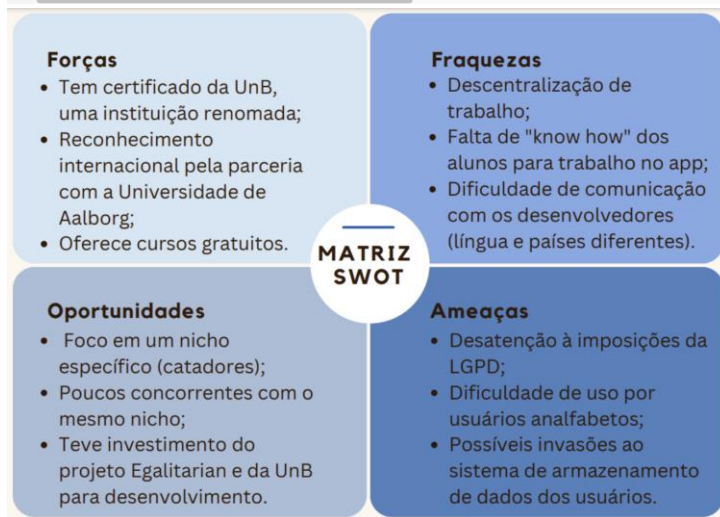 Forças
• Tem certificado da UnB,
uma instituição renomada;
• Reconhecimento
internacional pela parceria
com a Universidade de
Aalborg;
• Oferece cursos gratuitos.
Fraquezas
• Descentralização de
trabalho;
• Falta de "know how" dos
alunos para trabalho no app;
• Dificuldade de comunicação
com os desenvolvedores
(língua e países diferentes).
MATRIZ
SWOT
Oportunidades
• Foco em um nicho
específico (catadores);
• Poucos concorrentes com o
mesmo nicho;
• Teve investimento do
projeto Egalitarian e da UnB
para desenvolvimento.
Ameaças
• Desatenção à imposições da
LGPD;
• Dificuldade de uso por
usuários analfabetos;
• Possíveis invasões ao
sistema de armazenamento
de dados dos usuários.